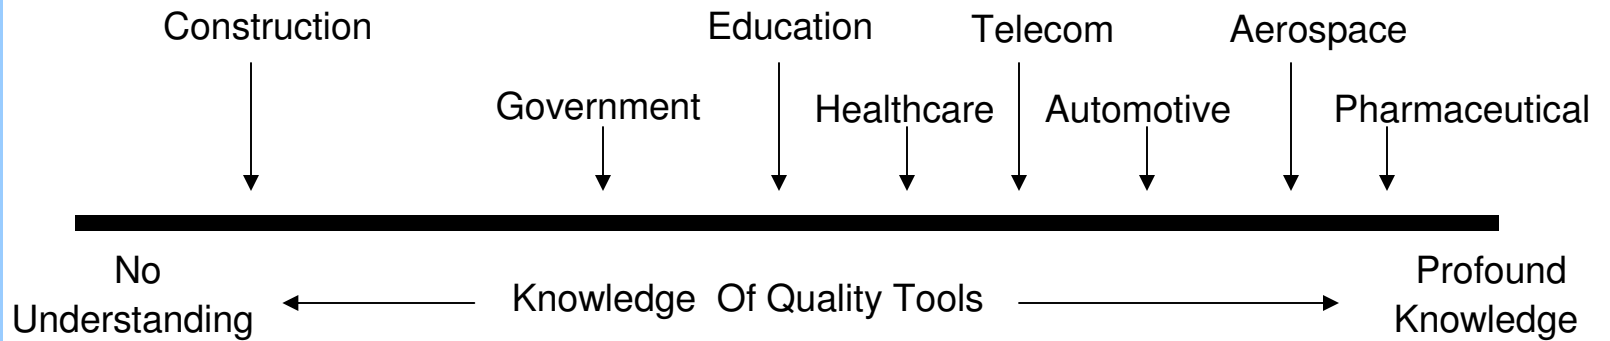 Construction
Education
Telecom
Aerospace
Government
Healthcare
Automotive
Pharmaceutical
No
Understanding
Knowledge Of Quality Tools
Profound
Knowledge